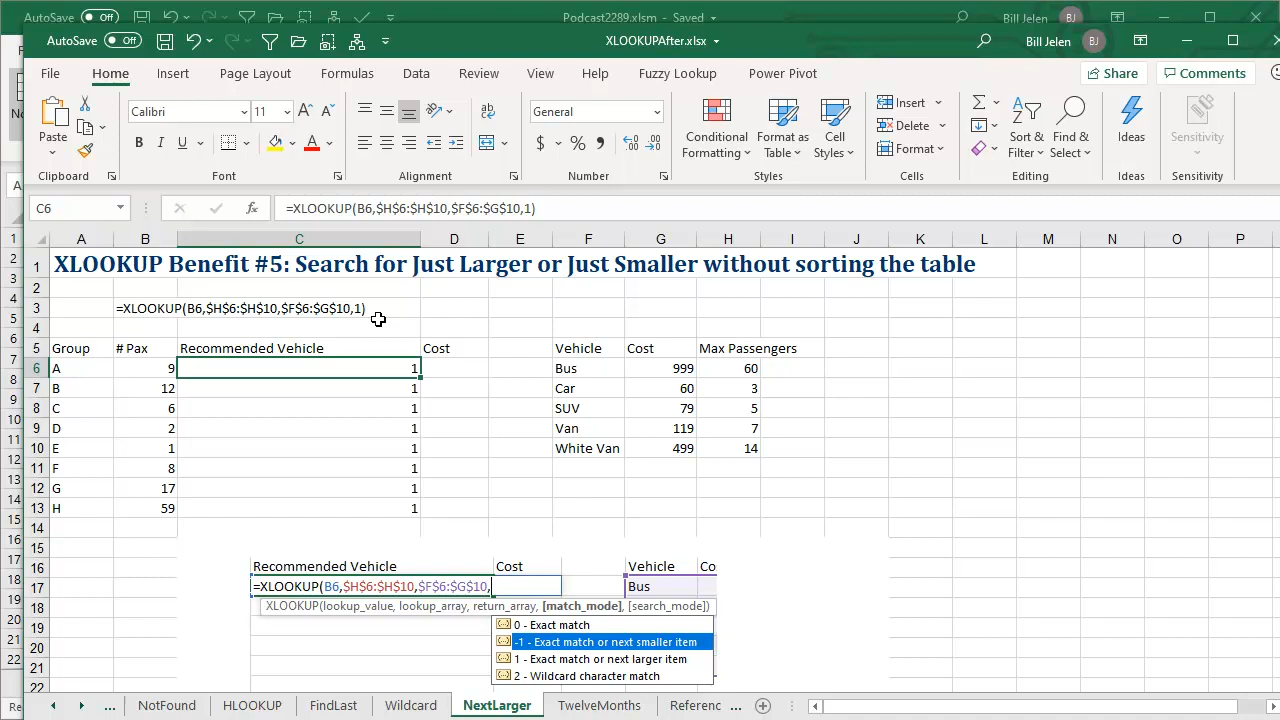 AutoSave Off Podcast2289.xlsm - Saved Bill Jelen BJ
AutoSave Off XLOOKUPAfter.xlsx Bill Jelen BJ
File Home Insert Page Layout Formulas Data Review View Help Fuzzy Lookup Power Pivot Share Comments
Calibri 11 General Insert
Paste B I U Conditional Formatting Format as Table Cell Styles Delete Sort & Filter Find & Select Ideas Sensitivity
Format
Clipboard Font Alignment Number Styles Cells Editing Ideas Sensitivity
C6 fx =XLOOKUP(B6,$H$6:$H$10,$F$6:$G$10,1)
A B C D E F G H I J K L M N O P
1 XLOOKUP Benefit #5: Search for Just Larger or Just Smaller without sorting the table
2
3 =XLOOKUP(B6,$H$6:$H$10,$F$6:$G$10,1)
4
5 Group # Pax Recommended Vehicle Cost Vehicle Cost Max Passengers
6 A 9 1 Bus 999 60
7 B 12 1 Car 60 3
8 C 6 1 SUV 79 5
9 D 2 1 Van 119 7
10 E 1 1 White Van 499 14
11 F 8 1
12 G 17 1
13 H 59 1
14
15
16 Recommended Vehicle Cost Vehicle Co
17 =XLOOKUP(B6,$H$6:$H$10,$F$6:$G$10, Bus
18 XLOOKUP(lookup_value, lookup_array, return_array, [match_mode], [search_mode])
19 0 - Exact match
20 -1 - Exact match or next smaller item
21 1 - Exact match or next larger item
22 2 - Wildcard character match
... NotFound HLOOKUP FindLast Wildcard NextLarger TwelveMonths Referenc ...